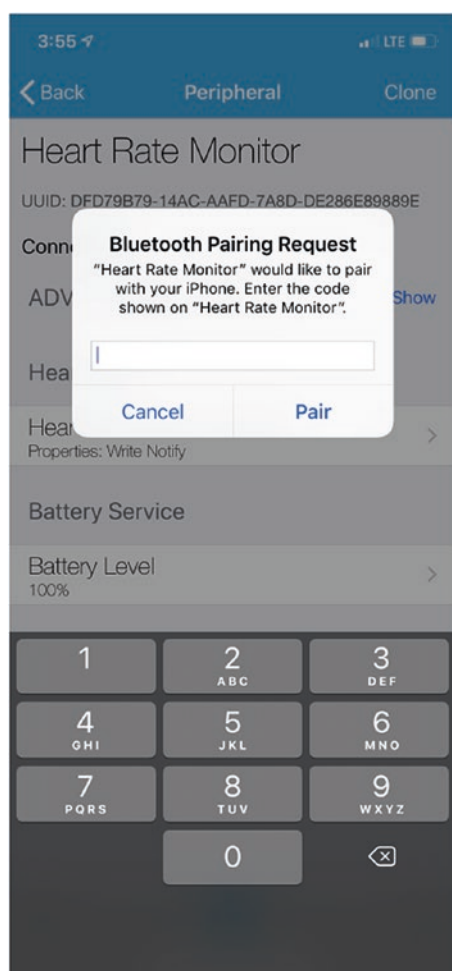 3:55
LTE
Back Peripheral Clone
Heart Rate Monitor
UUID: DFD79B79-14AC-AAFD-7A8D-DE286E89889E
Conn
Bluetooth Pairing Request
"Heart Rate Monitor" would like to pair
with your iPhone. Enter the code
shown on "Heart Rate Monitor".
ADV
Show
Hea
Cancel Pair
Hear
Properties: Write Notify
Battery Service
Battery Level
100%
1 2 3
ABC DEF
4 5 6
GHI JKL MNO
7 8 9
PQRS TUV WXYZ
0